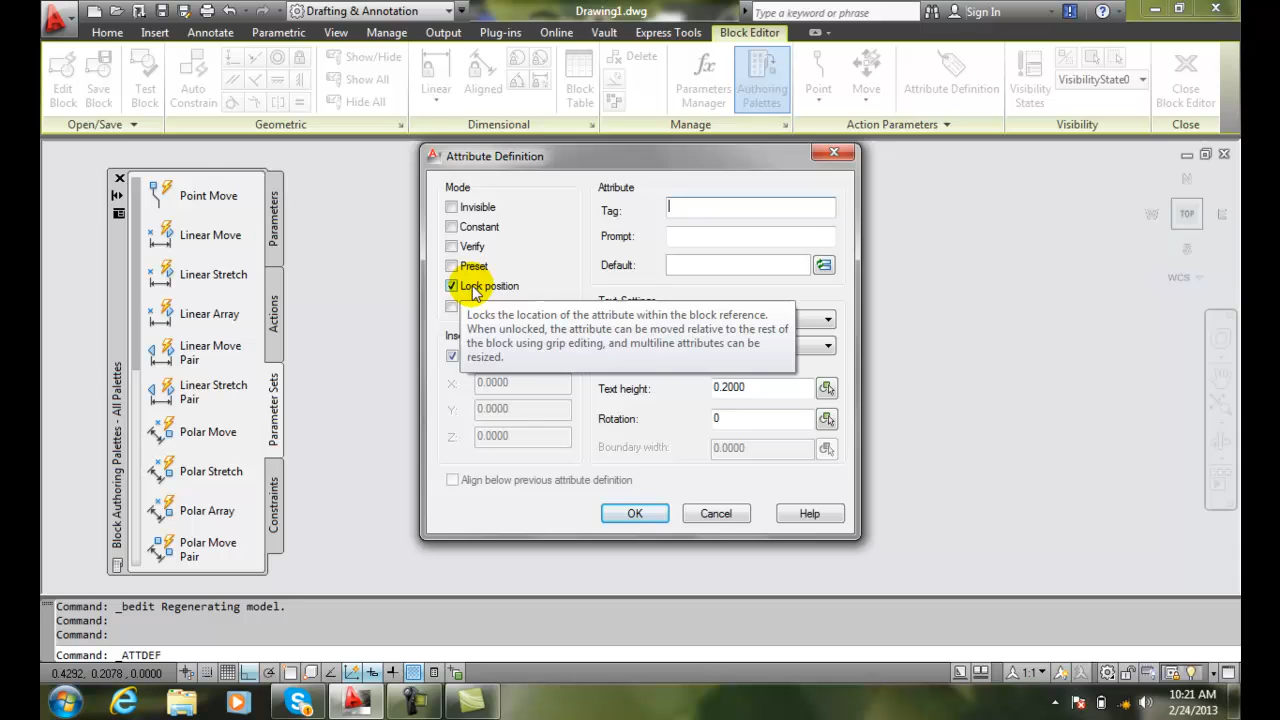 Drafting & Annotation
Drawing1.dwg
Type a keyword or phrase
Sign In
Home Insert Annotate Parametric View Manage Output Plug-ins Online Vault Express Tools Block Editor
Edit Block
Save Block
Test Block
Auto Constrain
Show/Hide
Show All
Hide All
Linear
Aligned
Block Table
Delete
Parameters Manager
Authoring Palettes
Point
Move
Attribute Definition
Visibility States
VisibilityState0
Close Block Editor
Open/Save Geometric Dimensional Manage Action Parameters Visibility Close
Block Authoring Palettes - All Palettes
Point Move
Linear Move
Linear Stretch
Linear Array
Linear Move Pair
Linear Stretch Pair
Polar Move
Polar Stretch
Polar Array
Polar Move Pair
Parameters
Actions
Parameter Sets
Constraints
Attribute Definition
Mode
Invisible
Constant
Verify
Preset
Lock position
Attribute
Tag:
Prompt:
Default:
Locks the location of the attribute within the block reference.
When unlocked, the attribute can be moved relative to the rest of
the block using grip editing, and multiline attributes can be
resized.
X: 0.0000
Y: 0.0000
Z: 0.0000
Text height: 0.2000
Rotation: 0
Boundary width: 0.0000
Align below previous attribute definition
OK Cancel Help
TOP
WCS
Command: _bedit Regenerating model.
Command:
Command:
Command: _ATTDEF
0.4292, 0.2078, 0.0000
1:1
10:21 AM
2/24/2013